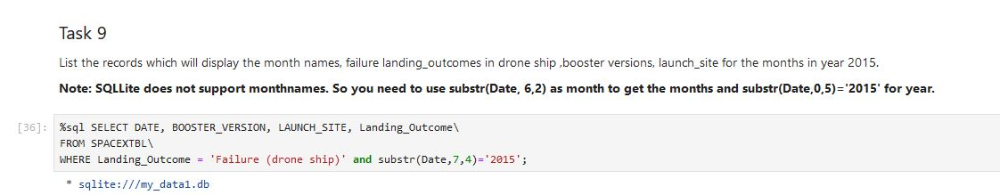 Task 9
List the records which will display the month names, failure landing_outcomes in drone ship ,booster versions, launch_site for the months in year 2015.
Note: SQLLite does not support monthnames. So you need to use substr(Date, 6,2) as month to get the months and substr(Date,0,5)='2015' for year.
[36]: %sql SELECT DATE, BOOSTER_VERSION, LAUNCH_SITE, Landing_Outcome\
FROM SPACEXTBL\
WHERE Landing_Outcome = 'Failure (drone ship)' and substr(Date,7,4)='2015';
* sqlite:///my_data1.db